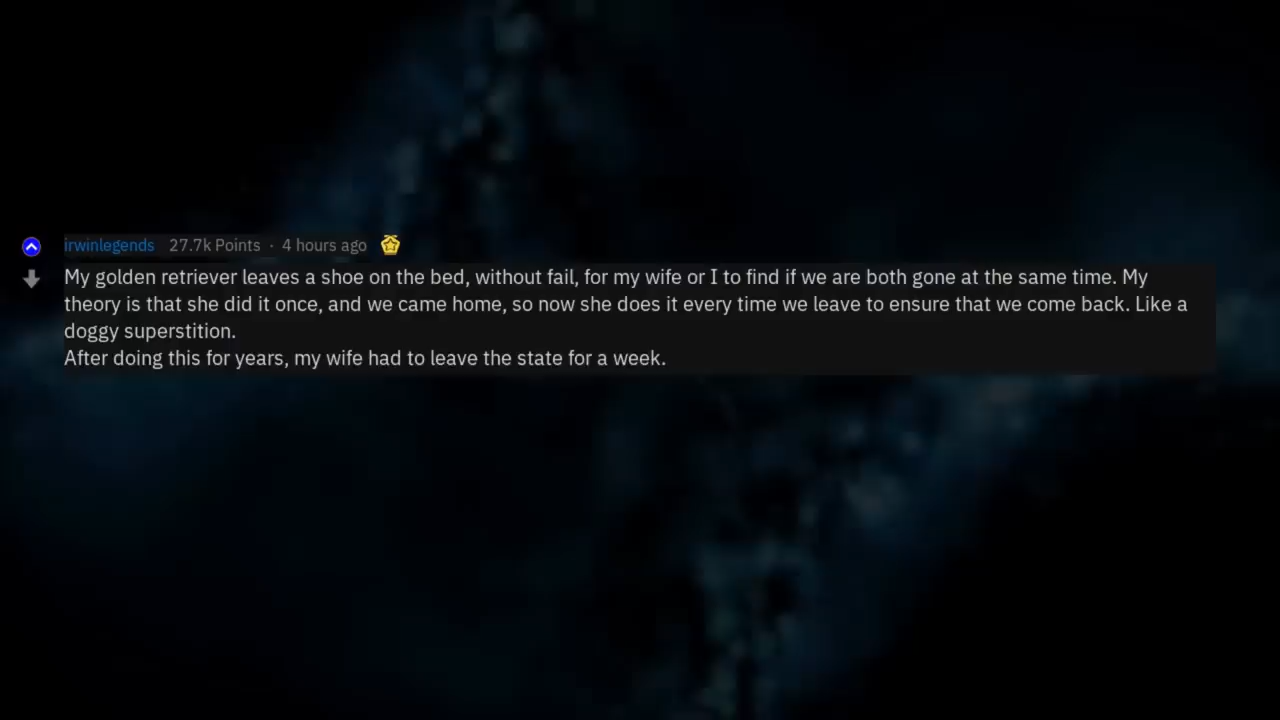 irwinlegends 27.7k Points · 4 hours ago
My golden retriever leaves a shoe on the bed, without fail, for my wife or I to find if we are both gone at the same time. My
theory is that she did it once, and we came home, so now she does it every time we leave to ensure that we come back. Like a
doggy superstition.
After doing this for years, my wife had to leave the state for a week.